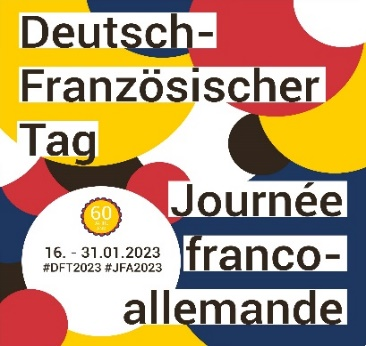 Deutsch-
Französischer
Tag
60
16. - 31.01.2023
#DFT2023 #JFA2023
Journée
franco-
allemande